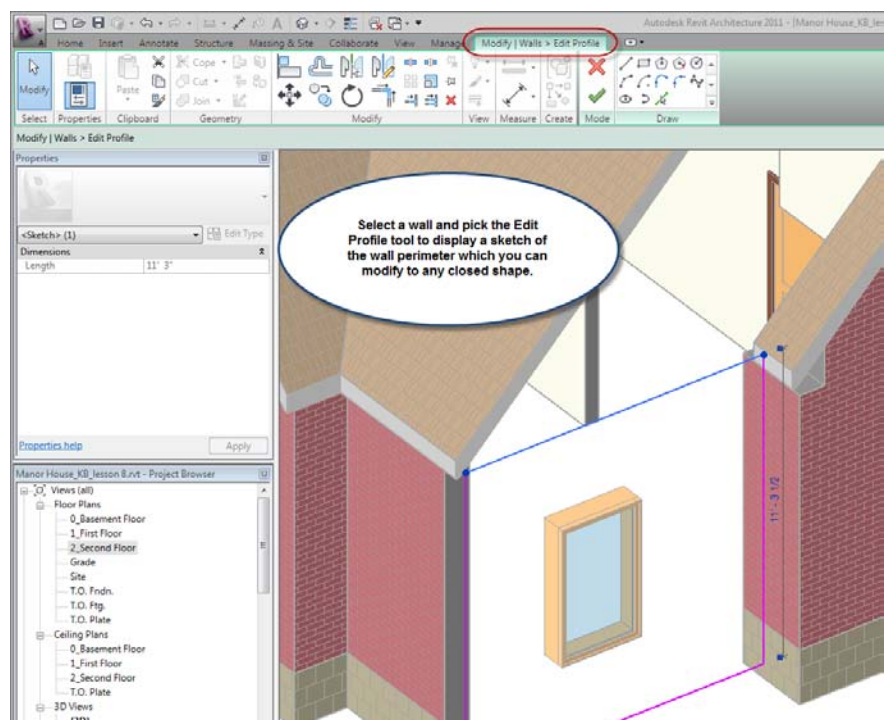 Autodesk Revit Architecture 2011 - [Manor House_KB_les
Home Insert Annotate Structure Massing & Site Collaborate View Manage Modify | Walls > Edit Profile
Modify
Paste
Cope
Cut
Join
Select Properties Clipboard Geometry Modify View Measure Create Mode Draw
Modify | Walls > Edit Profile
Properties
<Sketch> (1)
Edit Type
Dimensions
Length 11' 3"
Properties help
Apply
Select a wall and pick the Edit
Profile tool to display a sketch of
the wall perimeter which you can
modify to any closed shape.
11' - 3 1/2
Manor House_KB_lesson 8.rvt - Project Browser
Views (all)
Floor Plans
0_Basement Floor
1_First Floor
2_Second Floor
Grade
Site
T.O. Fndn.
T.O. Ftg.
T.O. Plate
Ceiling Plans
0_Basement Floor
1_First Floor
2_Second Floor
T.O. Plate
3D Views
{3D}